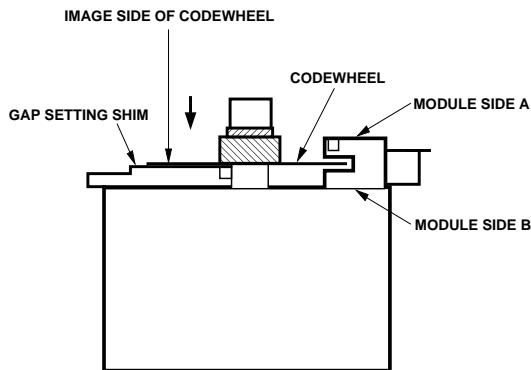 IMAGE SIDE OF CODEWHEEL
CODEWHEEL
MODULE SIDE A
GAP SETTING SHIM
MODULE SIDE B